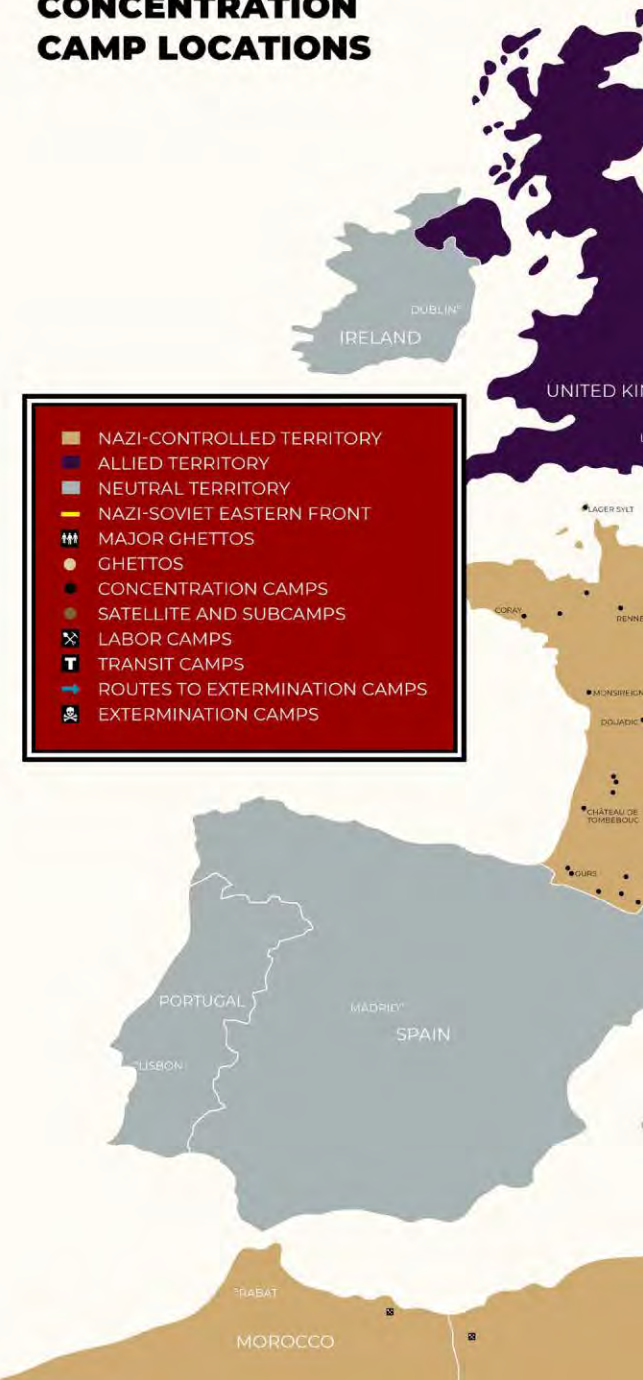 CONCENTRATION
CAMP LOCATIONS
DUBLIN
IRELAND
UNITED KI
NAZI-CONTROLLED TERRITORY
ALLIED TERRITORY
NEUTRAL TERRITORY
NAZI-SOVIET EASTERN FRONT
MAJOR GHETTOS
GHETTOS
CONCENTRATION CAMPS
SATELLITE AND SUBCAMPS
LABOR CAMPS
T TRANSIT CAMPS
ROUTES TO EXTERMINATION CAMPS
EXTERMINATION CAMPS
LAGER SYLT
CORAY
RENNE
MONSIREIGN
DOUADIC
CHÂTEAU DE
TOMBEBOUC
GURS
PORTUGAL
MADRID
SPAIN
LISBON
RABAT
MOROCCO